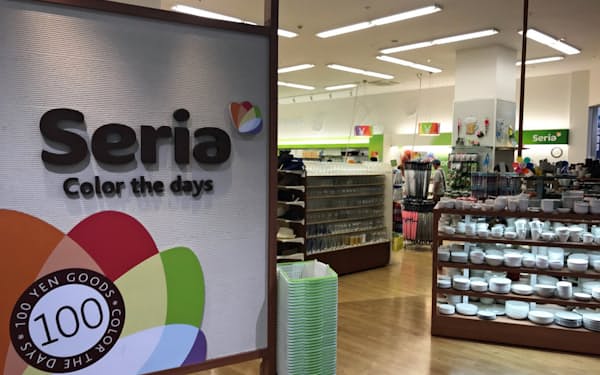 Seria
Color the days
100 YEN GOODS • COLOR THE DAYS •
100
Seria